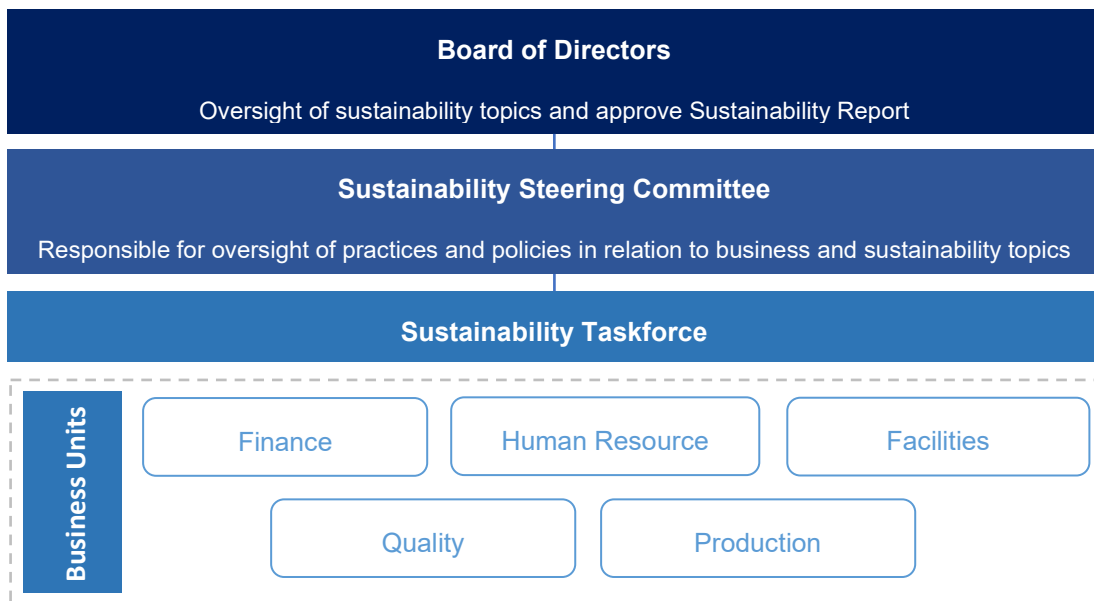 Board of Directors
Oversight of sustainability topics and approve Sustainability Report
Sustainability Steering Committee
Responsible for oversight of practices and policies in relation to business and sustainability topics
Sustainability Taskforce
Business Units
Finance
Human Resource
Facilities
Quality
Production